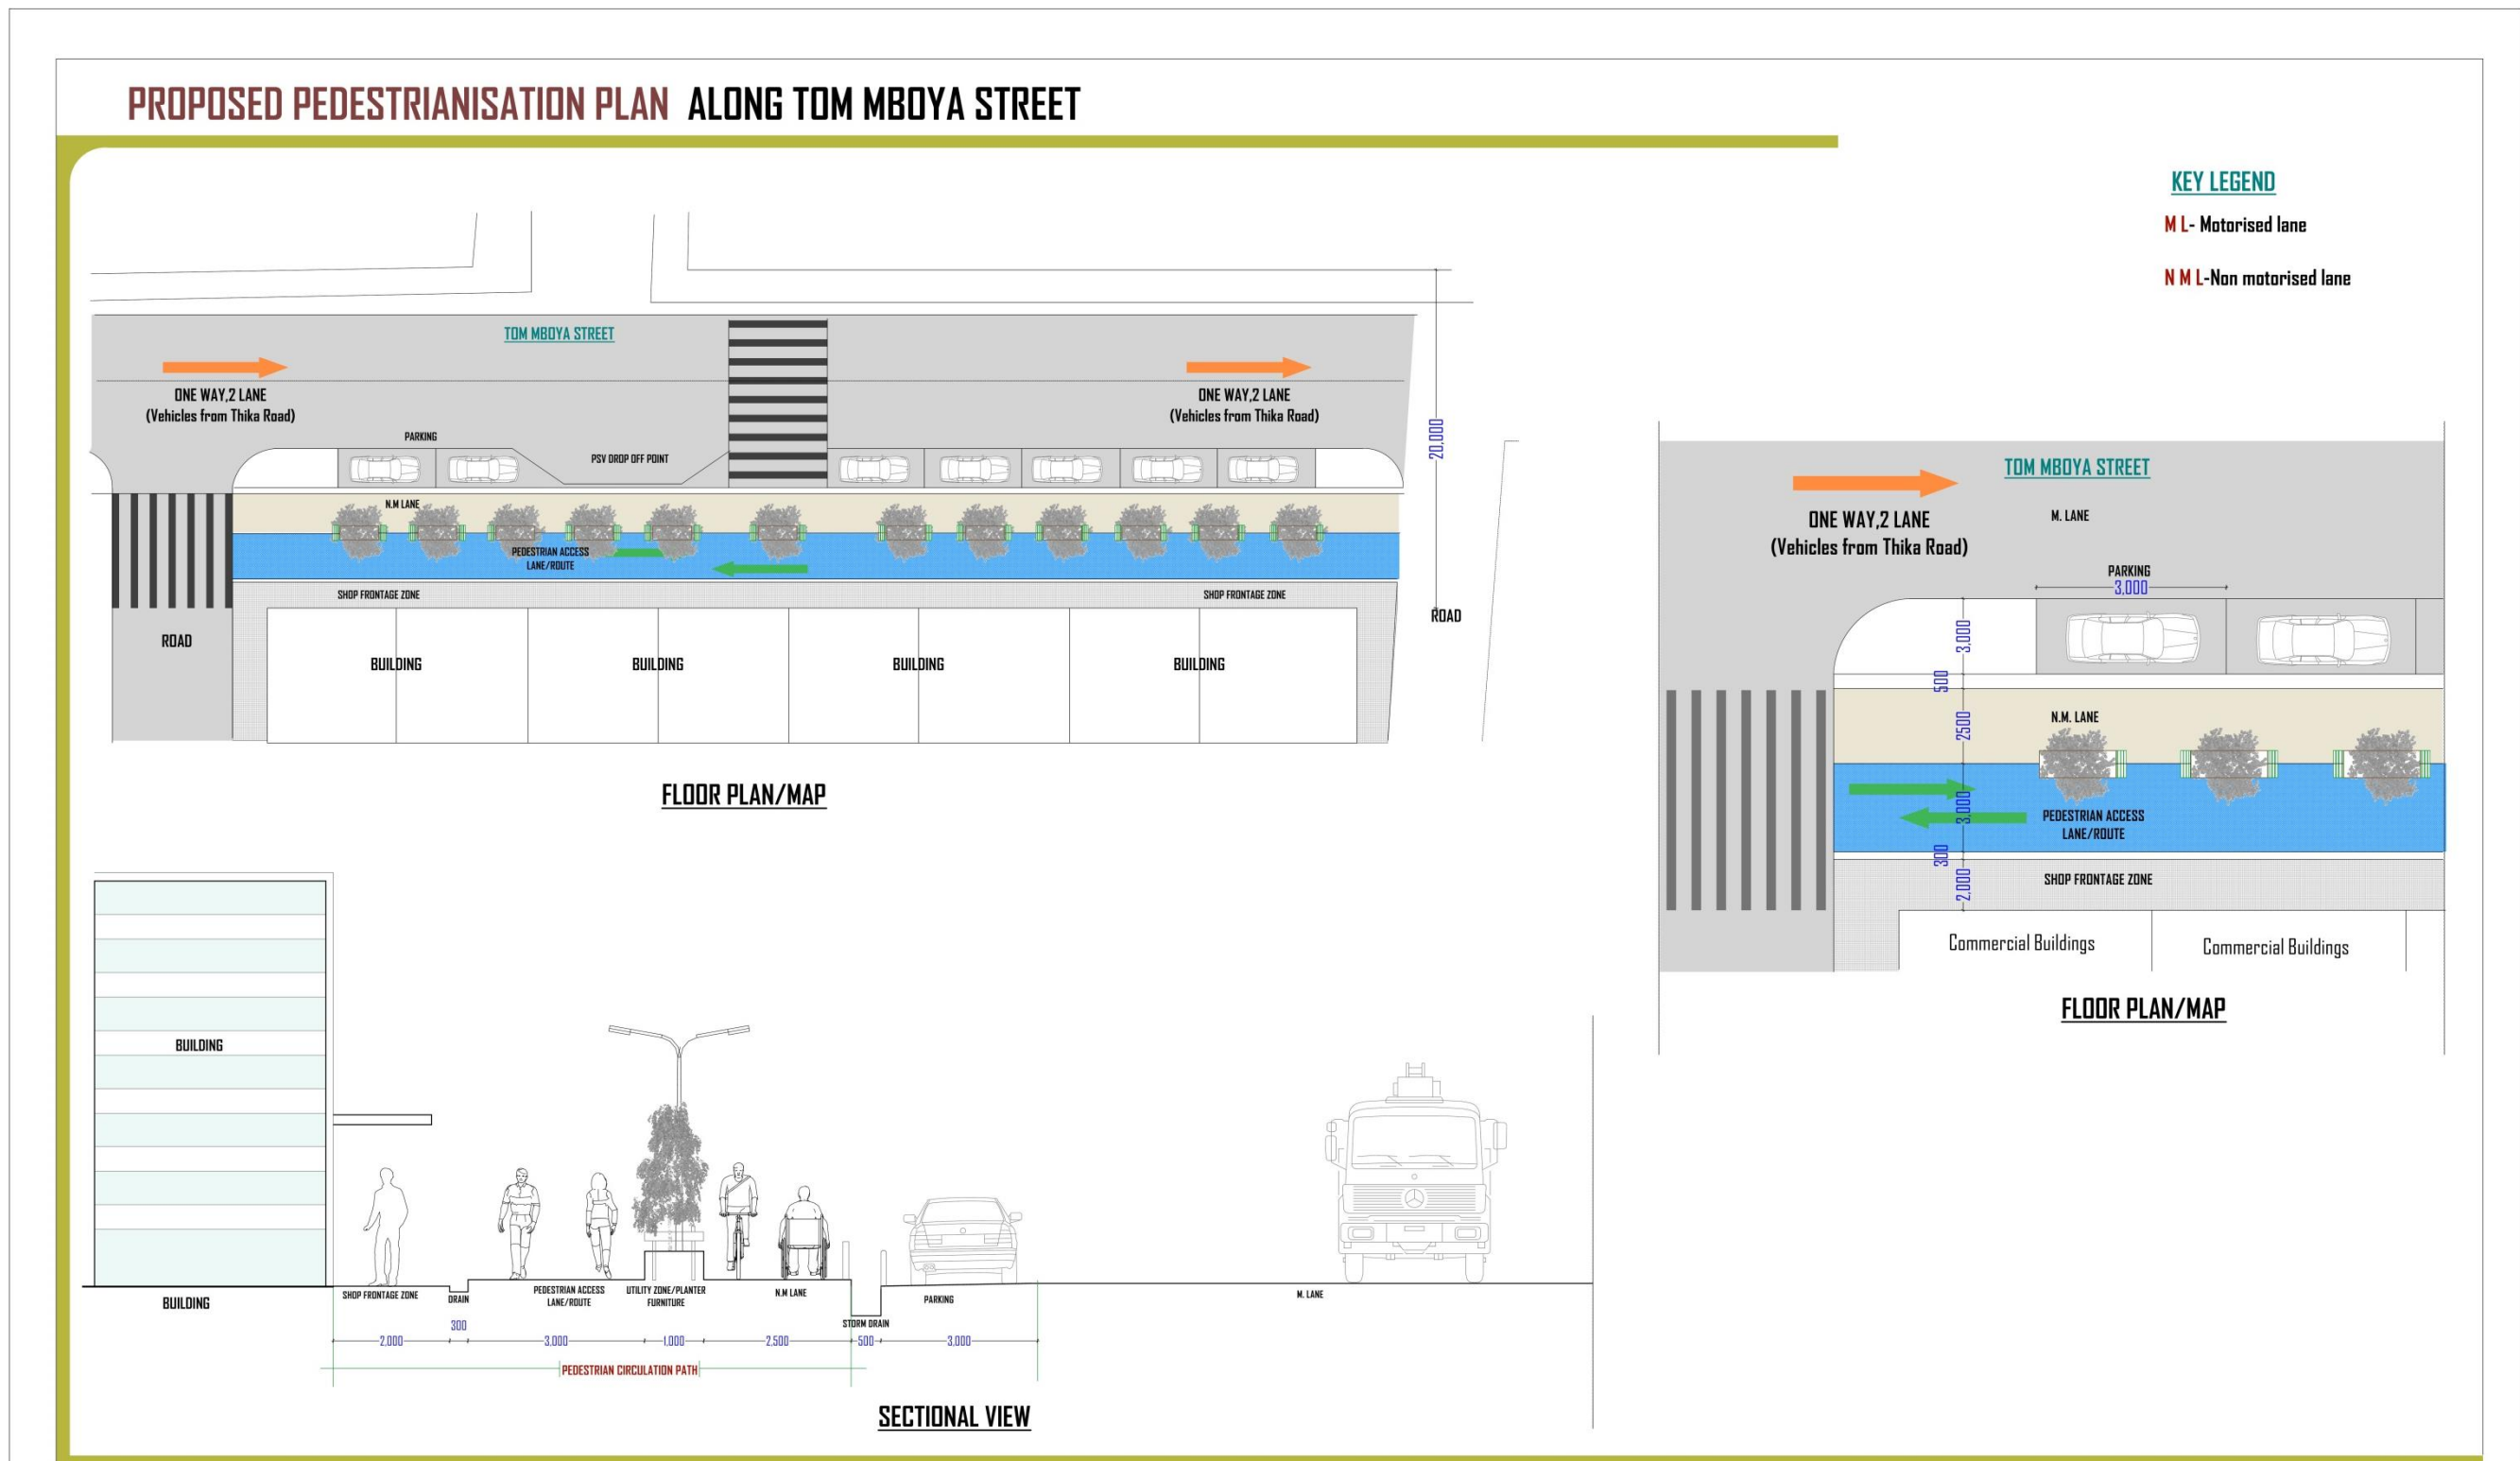 PROPOSED PEDESTRIANISATION PLAN ALONG TOM MBOYA STREET
KEY LEGEND
M L- Motorised lane
N M L-Non motorised lane
TOM MBOYA STREET
ONE WAY,2 LANE
(Vehicles from Thika Road)
ONE WAY,2 LANE
(Vehicles from Thika Road)
PARKING
PSV DROP OFF POINT
20,000
N.M LANE
PEDESTRIAN ACCESS
LANE/ROUTE
SHOP FRONTAGE ZONE
SHOP FRONTAGE ZONE
ROAD
ROAD
BUILDING
BUILDING
BUILDING
BUILDING
FLOOR PLAN/MAP
TOM MBOYA STREET
ONE WAY,2 LANE
(Vehicles from Thika Road)
M. LANE
PARKING
3,000
3,000
500
2500
N.M. LANE
3,000
PEDESTRIAN ACCESS
LANE/ROUTE
300
2,000
SHOP FRONTAGE ZONE
Commercial Buildings
Commercial Buildings
FLOOR PLAN/MAP
BUILDING
BUILDING
SHOP FRONTAGE ZONE
DRAIN
PEDESTRIAN ACCESS
LANE/ROUTE
UTILITY ZONE/PLANTER
FURNITURE
N.M LANE
STORM DRAIN
PARKING
M. LANE
2,000
300
3,000
1,000
2,500
500
3,000
PEDESTRIAN CIRCULATION PATH
SECTIONAL VIEW